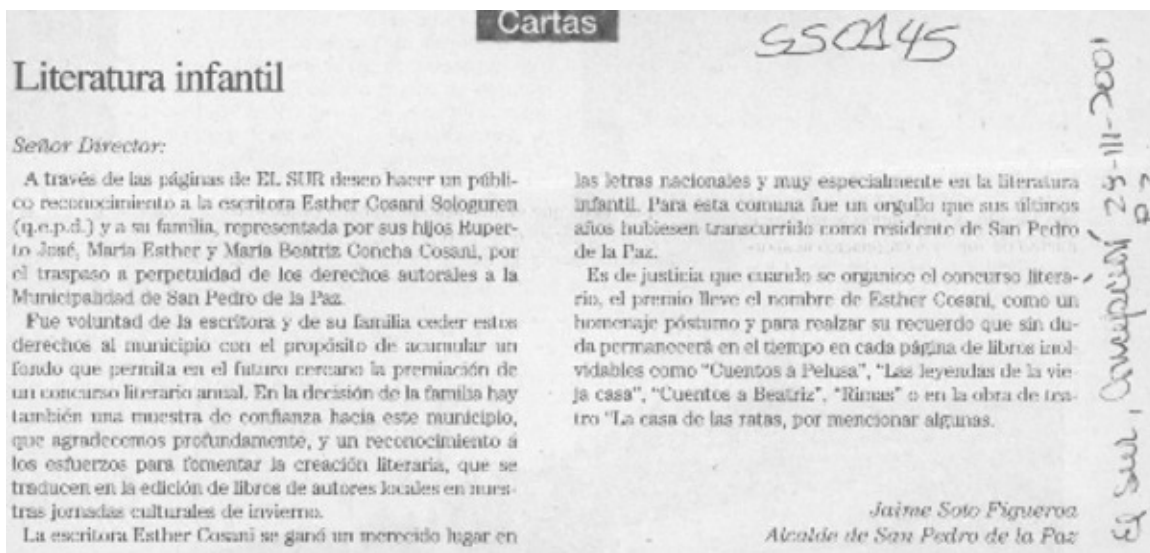 Cartas
SS0145
Literatura infantil
Señor Director:
A través de las páginas de EL SUR deseo hacer un públi-
co reconocimiento a la escritora Esther Cosani Sologuren
(q.e.p.d.) y a su familia, representada por sus hijos Ruper-
to José, María Esther y María Beatriz Concha Cosani, por
el traspaso a perpetuidad de los derechos autorales a la
Municipalidad de San Pedro de la Paz.
Fue voluntad de la escritora y de su familia ceder estos
derechos al municipio con el propósito de acumular un
fondo que permita en el futuro cercano la premiación de
un concurso literario anual. En la decisión de la familia hay
también una muestra de confianza hacia este municipio,
que agradecemos profundamente, y un reconocimiento a
los esfuerzos para fomentar la creación literaria, que se
traducen en la edición de libros de autores locales en nues-
tras jornadas culturales de invierno.
La escritora Esther Cosani se ganó un merecido lugar en
las letras nacionales y muy especialmente en la literatura
infantil. Para esta comuna fue un orgullo que sus últimos
años hubiesen transcurrido como residente de San Pedro
de la Paz.
Es de justicia que cuando se organice el concurso litera-
rio, el premio lleve el nombre de Esther Cosani, como un
homenaje póstumo y para realzar su recuerdo que sin du-
da permanecerá en el tiempo en cada página de libros inol-
vidables como "Cuentos a Pelusa", "Las leyendas de la vie-
ja casa", "Cuentos a Beatriz", "Rimas" o en la obra de tea-
tro "La casa de las ratas, por mencionar algunas.
Jaime Soto Figueroa
Alcalde de San Pedro de la Paz
El Sur, Concepción, 23-III-2001